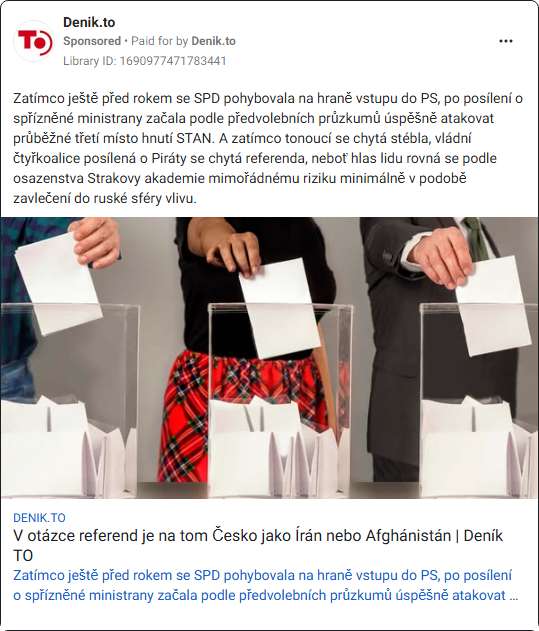 Denik.to
Sponsored • Paid for by Denik.to
Library ID: 1690977471783441
TO
Zatímco ještě před rokem se SPD pohybovala na hraně vstupu do PS, po posílení o
spřízněné ministrany začala podle předvolebních průzkumů úspěšně atakovat
průběžné třetí místo hnutí STAN. A zatímco tonoucí se chytá stébla, vládní
čtyřkoalice posílená o Piráty se chytá referenda, neboť hlas lidu rovná se podle
osazenstva Strakovy akademie mimořádnému riziku minimálně v podobě
zavlečení do ruské sféry vlivu.
DENIK.TO
V otázce referend je na tom Česko jako Írán nebo Afghánistán | Deník
TO
Zatímco ještě před rokem se SPD pohybovala na hraně vstupu do PS, po posílení
o spřízněné ministrany začala podle předvolebních průzkumů úspěšně atakovat ...